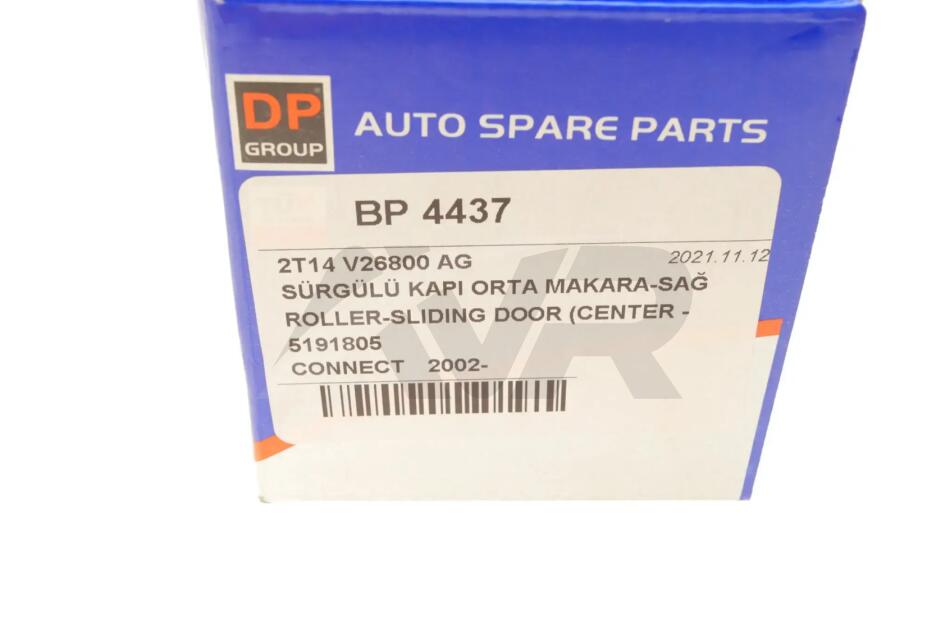 DP
GROUP
AUTO SPARE PARTS
BP 4437
2T14 V26800 AG
2021.11.12
SÜRGÜLÜ KAPI ORTA MAKARA-SAĞ
ROLLER-SLIDING DOOR (CENTER -
5191805
CONNECT 2002-
VR